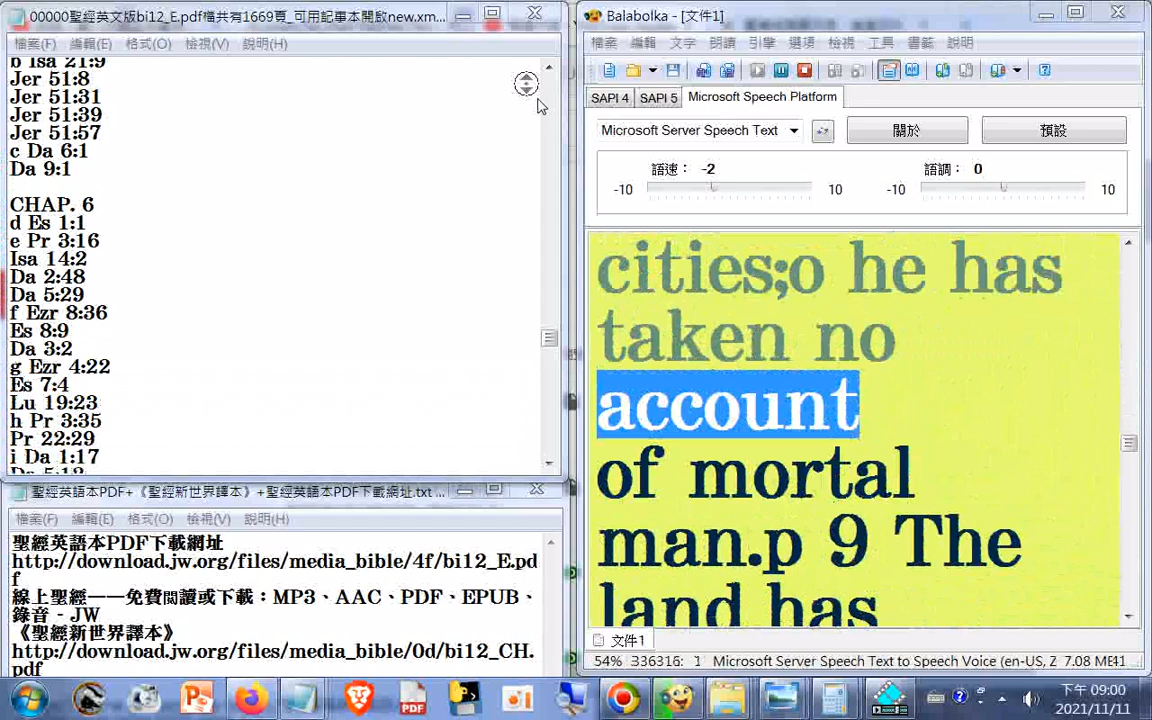 00000聖經英文版bi12_E.pdf檔共有1669頁_可用記事本開啟new.xm...
檔案(F) 編輯(E) 格式(O) 檢視(V) 說明(H)
b Isa 21:9
Jer 51:8
Jer 51:31
Jer 51:39
Jer 51:57
c Da 6:1
Da 9:1
CHAP. 6
d Es 1:1
e Pr 3:16
Isa 14:2
Da 2:48
Da 5:29
f Ezr 8:36
Es 8:9
Da 3:2
g Ezr 4:22
Es 7:4
Lu 19:23
h Pr 3:35
Pr 22:29
i Da 1:17
Da 5:12
聖經英語本PDF+《聖經新世界譯本》+聖經英語本PDF下載網址.txt ...
檔案(F) 編輯(E) 格式(O) 檢視(V) 說明(H)
聖經英語本PDF下載網址
http://download.jw.org/files/media_bible/4f/bi12_E.pd
f
線上聖經——免費閱讀或下載：MP3、AAC、PDF、EPUB、
錄音 - JW
《聖經新世界譯本》
http://download.jw.org/files/media_bible/0d/bi12_CH.
pdf
Balabolka - [文件1]
檔案 編輯 文字 朗讀 引擎 選項 檢視 工具 書籤 說明
SAPI 4 SAPI 5 Microsoft Speech Platform
Microsoft Server Speech Text 關於 預設
語速： -2 語調： 0
-10 10 -10 10
cities;o he has
taken no
account
of mortal
man.p 9 The
land has
文件1
54% 336316: 1 Microsoft Server Speech Text to Speech Voice (en-US, Z 7.08 ME41
下午 09:00
2021/11/11